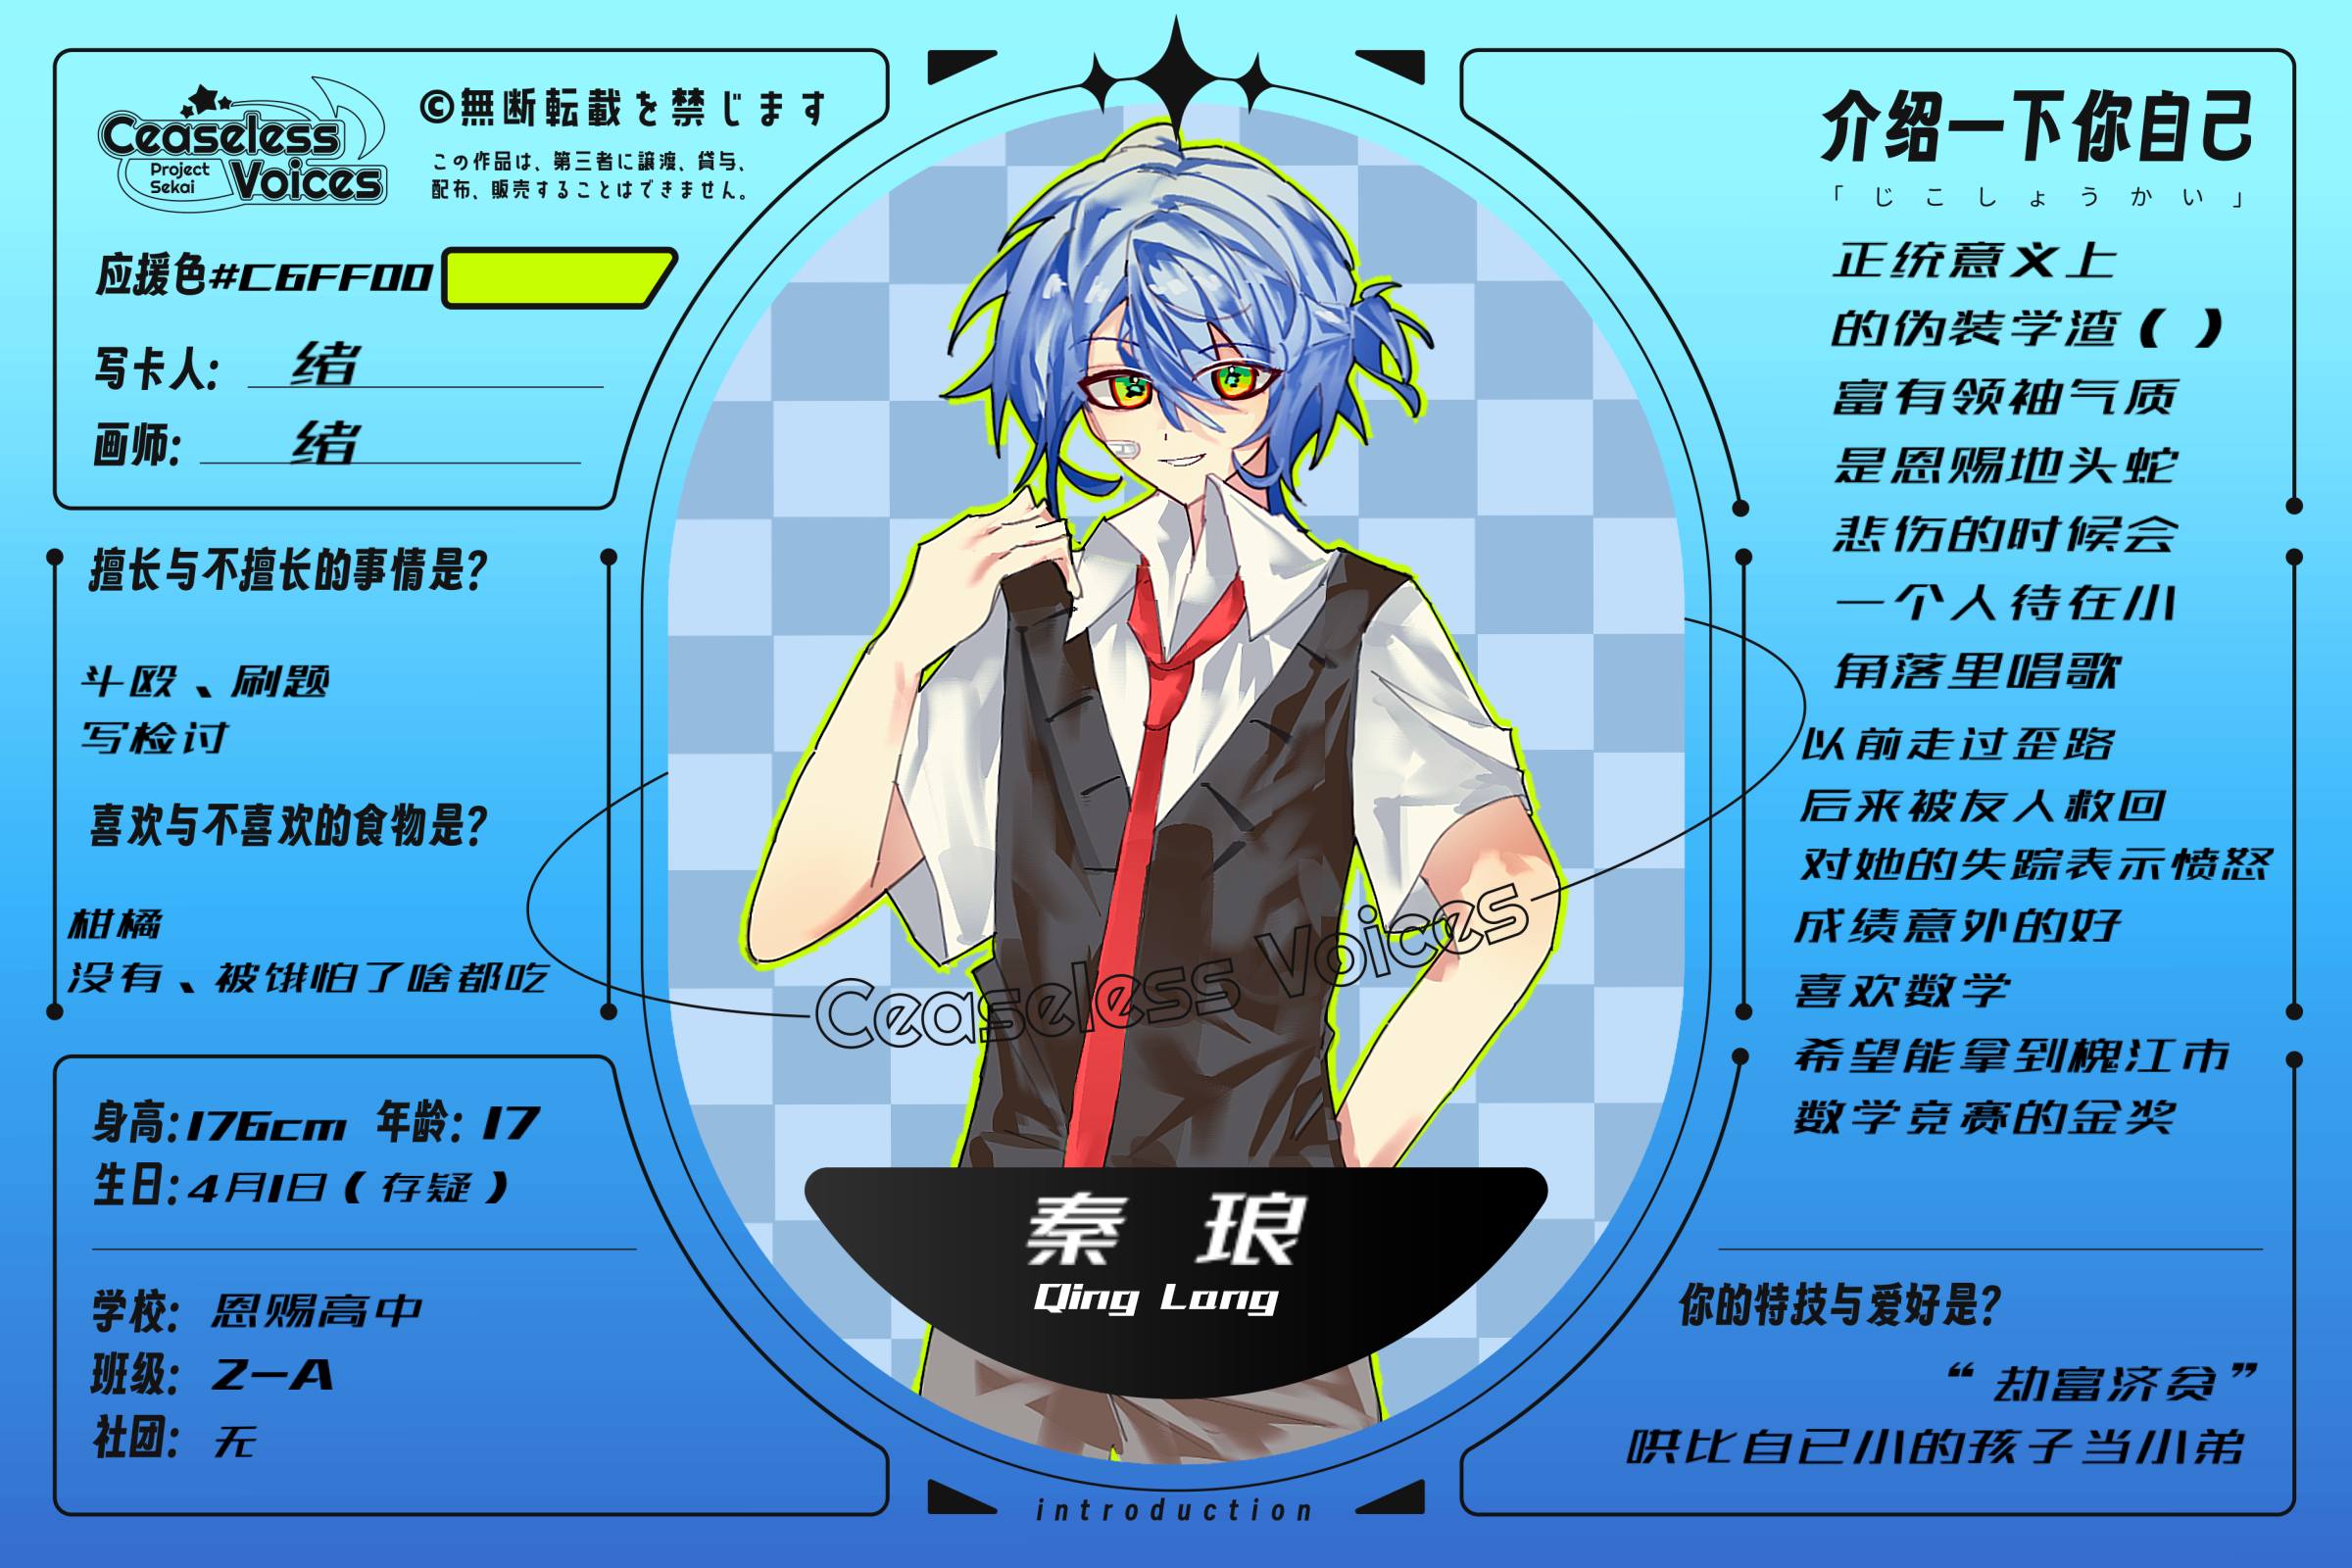 Ceaseless
Project
Sekai
Voices
©無断転載を禁じます
この作品は、第三者に譲渡、貸与、
配布、販売することはできません。
应援色#C6FF00
写卡人: 绪
画师: 绪
擅长与不擅长的事情是?
斗殴、刷题
写检讨
喜欢与不喜欢的食物是?
柑橘
没有、被饿怕了啥都吃
身高:176cm 年龄:17
生日:4月1日(存疑)
学校: 恩赐高中
班级: 2-A
社团: 无
Ceaseless Voices
秦 琅
Qing Lang
introduction
介绍一下你自己
「じこしょうかい」
正统意义上
的伪装学渣( )
富有领袖气质
是恩赐地头蛇
悲伤的时候会
一个人待在小
角落里唱歌
以前走过歪路
后来被友人救回
对她的失踪表示愤怒
成绩意外的好
喜欢数学
希望能拿到槐江市
数学竞赛的金奖
你的特技与爱好是?
“劫富济贫”
哄比自己小的孩子当小弟